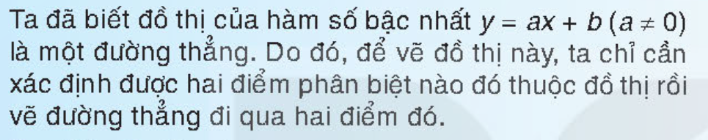 Ta đã biết đồ thị của hàm số bậc nhất y = ax + b (a ≠ 0)
là một đường thẳng. Do đó, để vẽ đồ thị này, ta chỉ cần
xác định được hai điểm phân biệt nào đó thuộc đồ thị rồi
vẽ đường thẳng đi qua hai điểm đó.